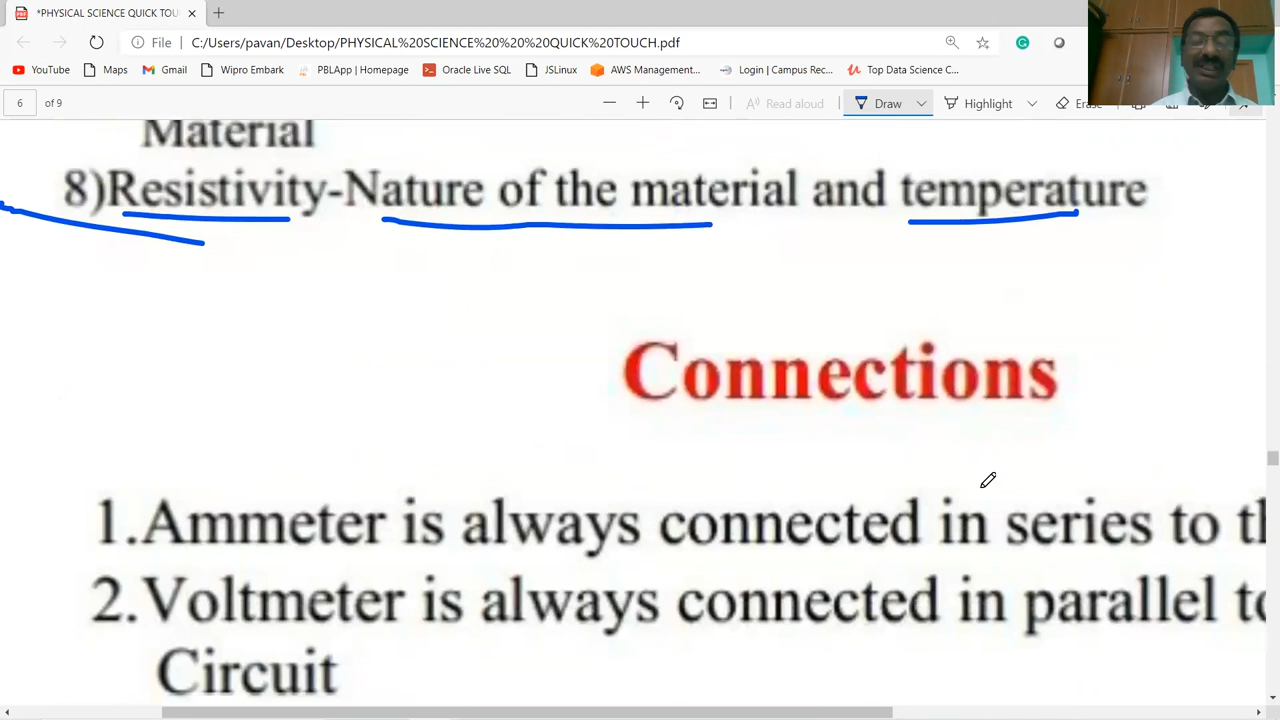 *PHYSICAL SCIENCE QUICK TOU
File C:/Users/pavan/Desktop/PHYSICAL%20SCIENCE%20%20%20QUICK%20TOUCH.pdf
YouTube Maps Gmail Wipro Embark PBLApp | Homepage Oracle Live SQL JSLinux AWS Management... Login | Campus Rec... Top Data Science C...
6 of 9 Read aloud Draw Highlight Erase
Material
8)Resistivity-Nature of the material and temperature
Connections
1.Ammeter is always connected in series to th
2.Voltmeter is always connected in parallel to
Circuit